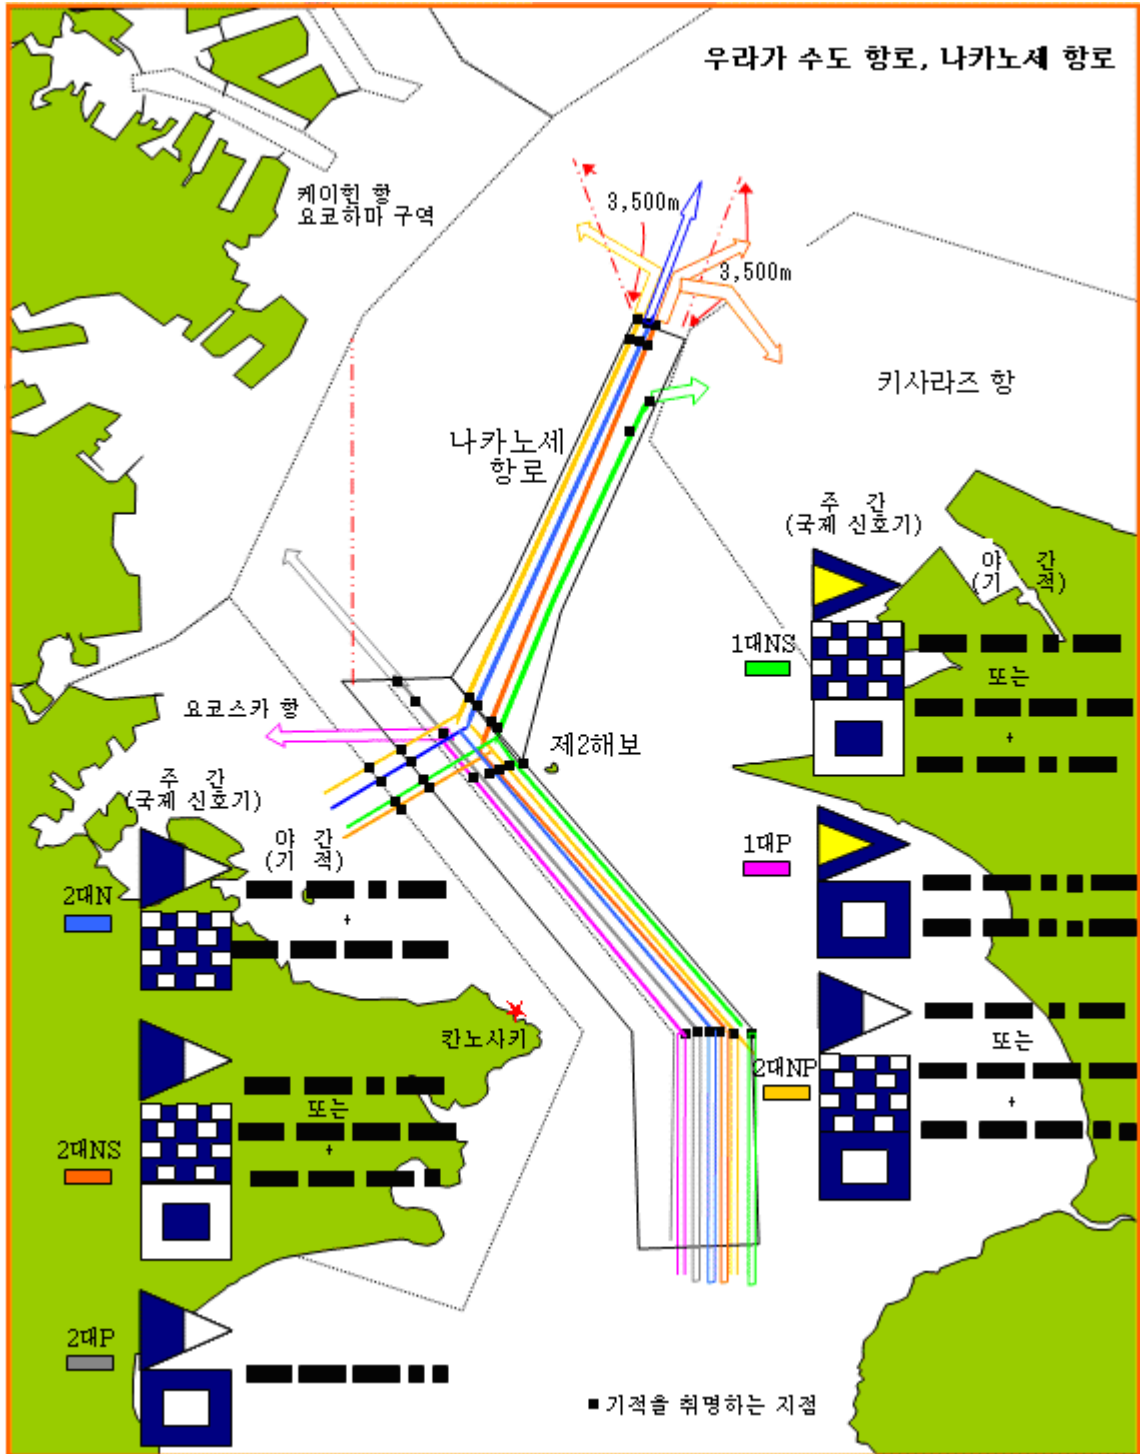 우라가 수도 항로, 나카노세 항로
케이힌 항
요코하마 구역
3,500m
3,500m
키사라즈 항
나카노세
항로
주 간
(국제 신호기)
야 간
(기 적)
1대NS
또는
+
요코스카 항
제2해보
주 간
(국제 신호기)
야 간
(기 적)
2대N
+
1대P
칸노사키
2대NP
또는
+
2대NS
또는
+
2대P
■ 기적을 취명하는 지점